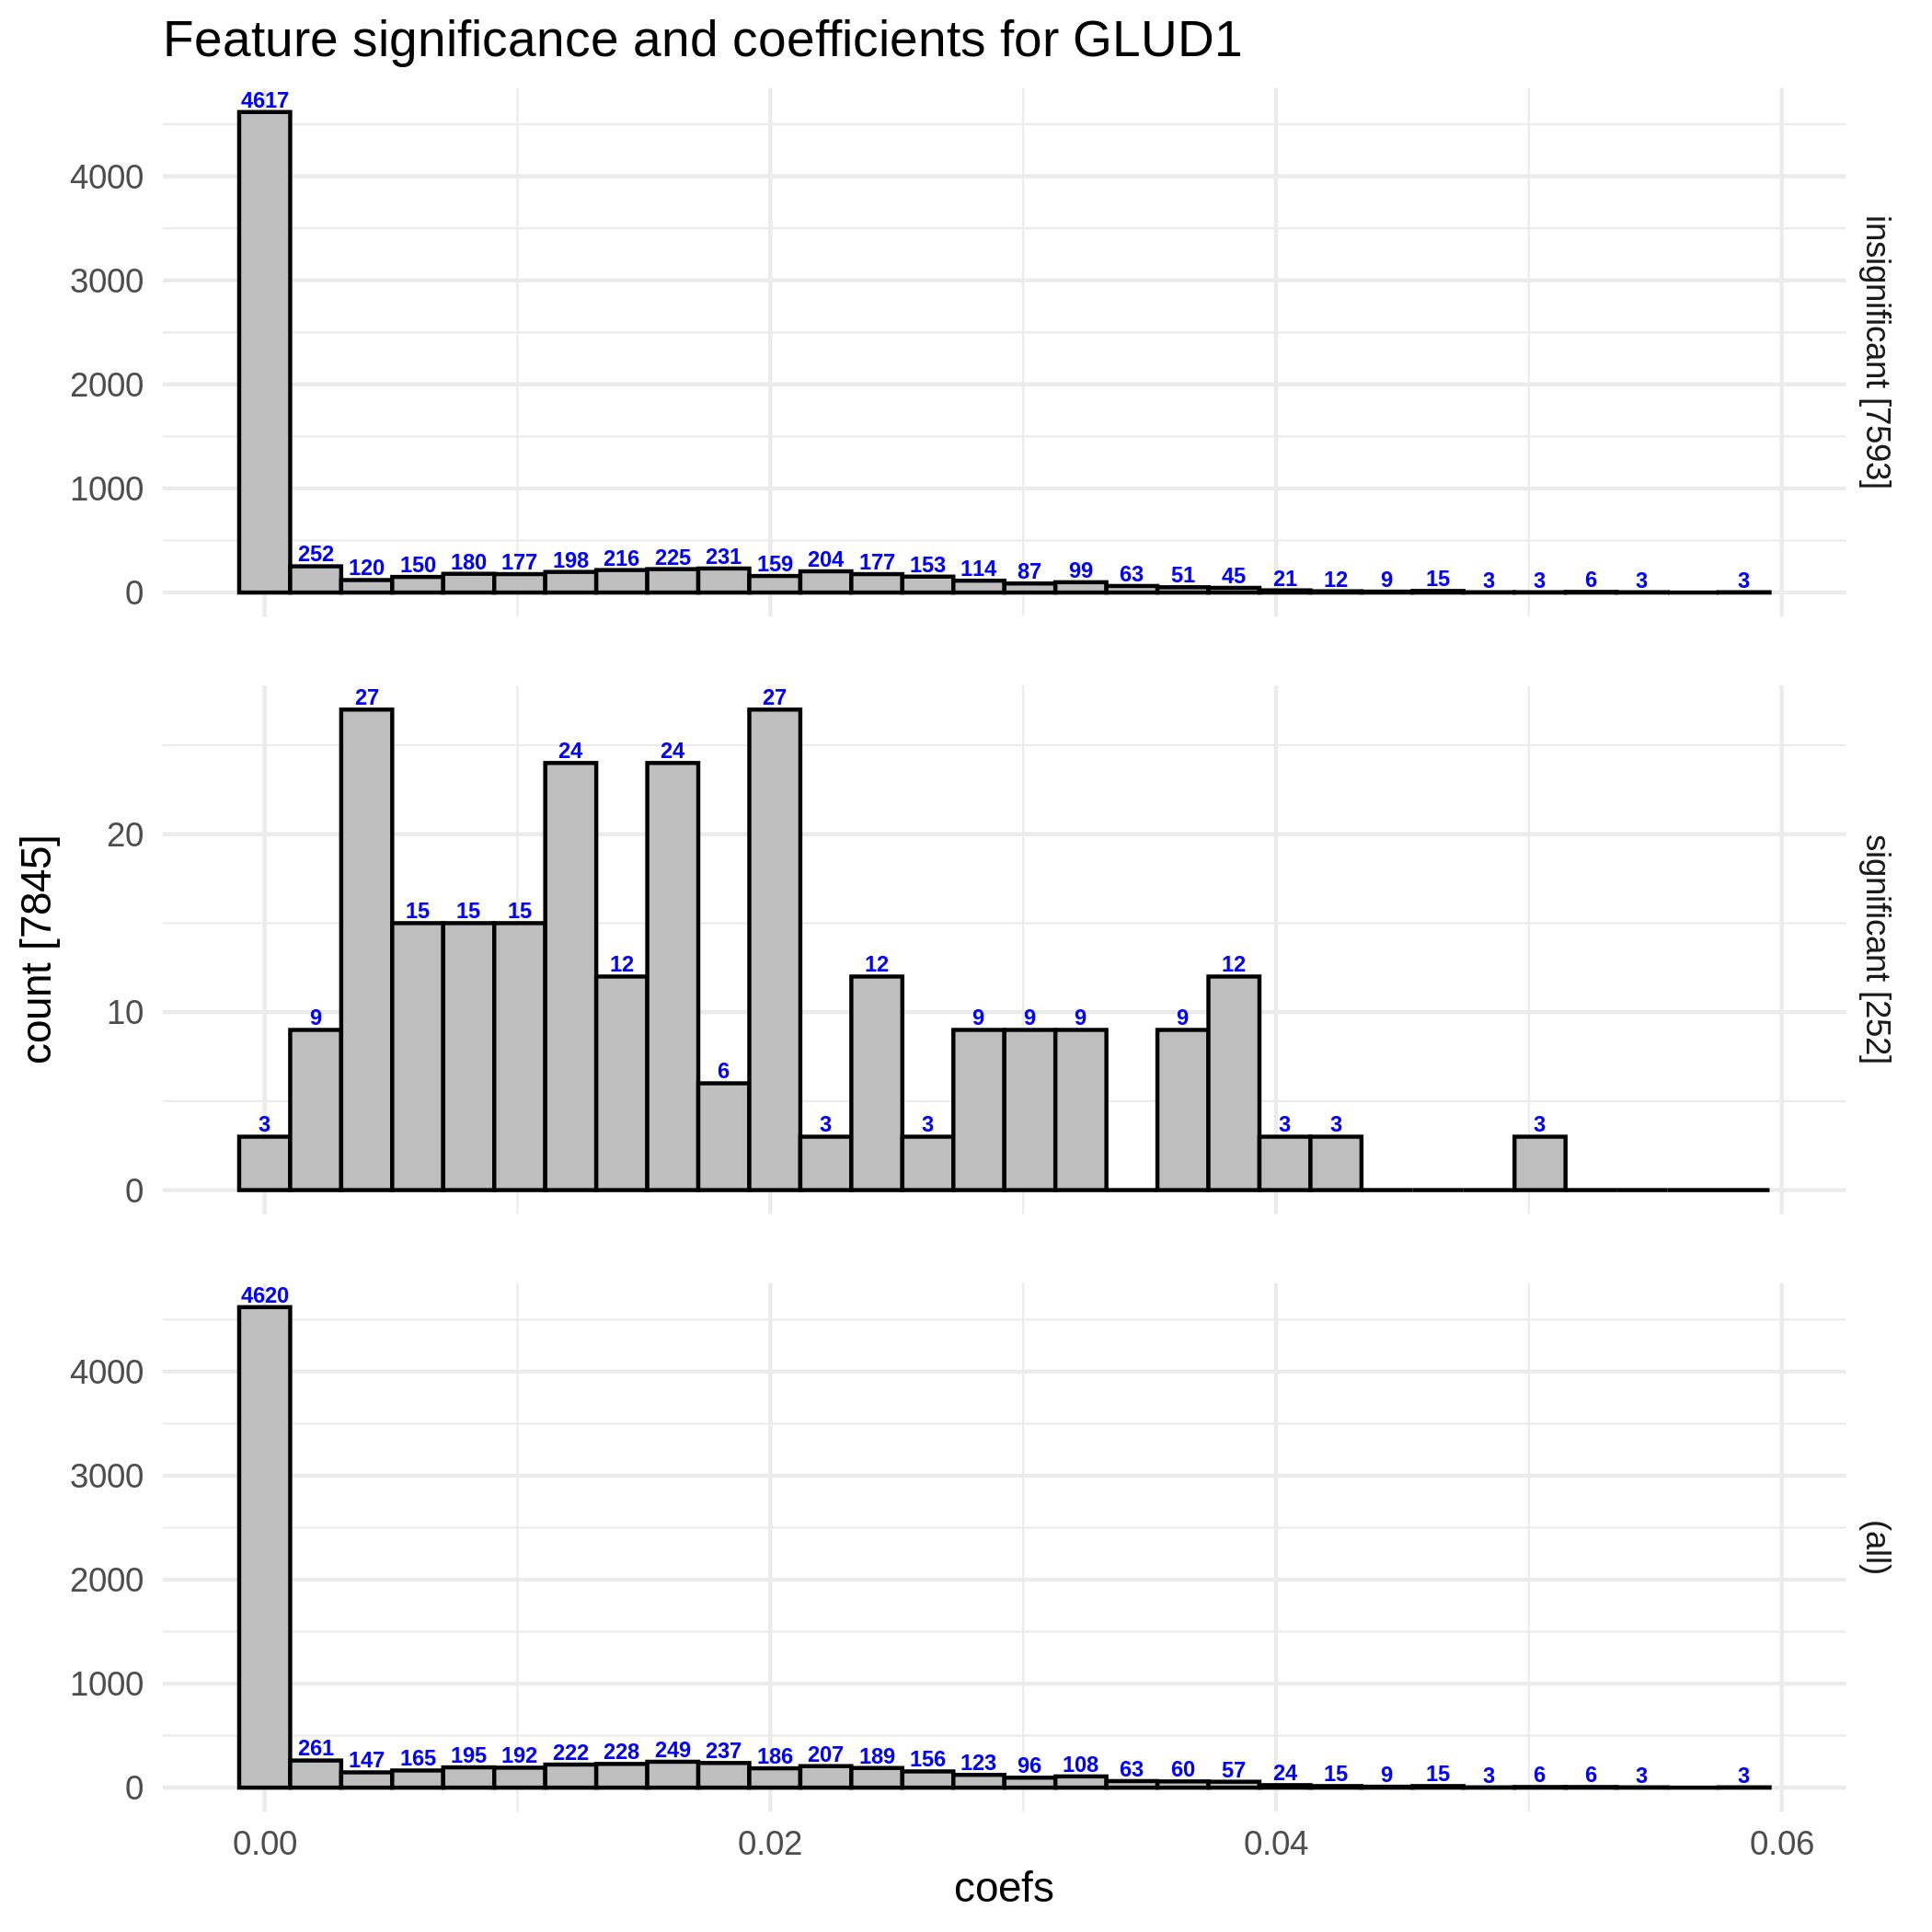 Feature significance and coefficients for GLUD1
4617
252 120 150 180 177 198 216 225 231 159 204 177 153 114 87 99 63 51 45 21 12 9 15 3 3 6 3 3
4000
3000
2000
1000
0
insignificant [7593]
count [7845]
3 9 27 15 15 15 24 12 24 6 27 3 12 3 9 9 9 9 12 3 3 3
20
10
0
significant [252]
4620
261 147 165 195 192 222 228 249 237 186 207 189 156 123 96 108 63 60 57 24 15 9 15 3 6 6 3 3
4000
3000
2000
1000
0
(all)
0.00 0.02 0.04 0.06
coefs